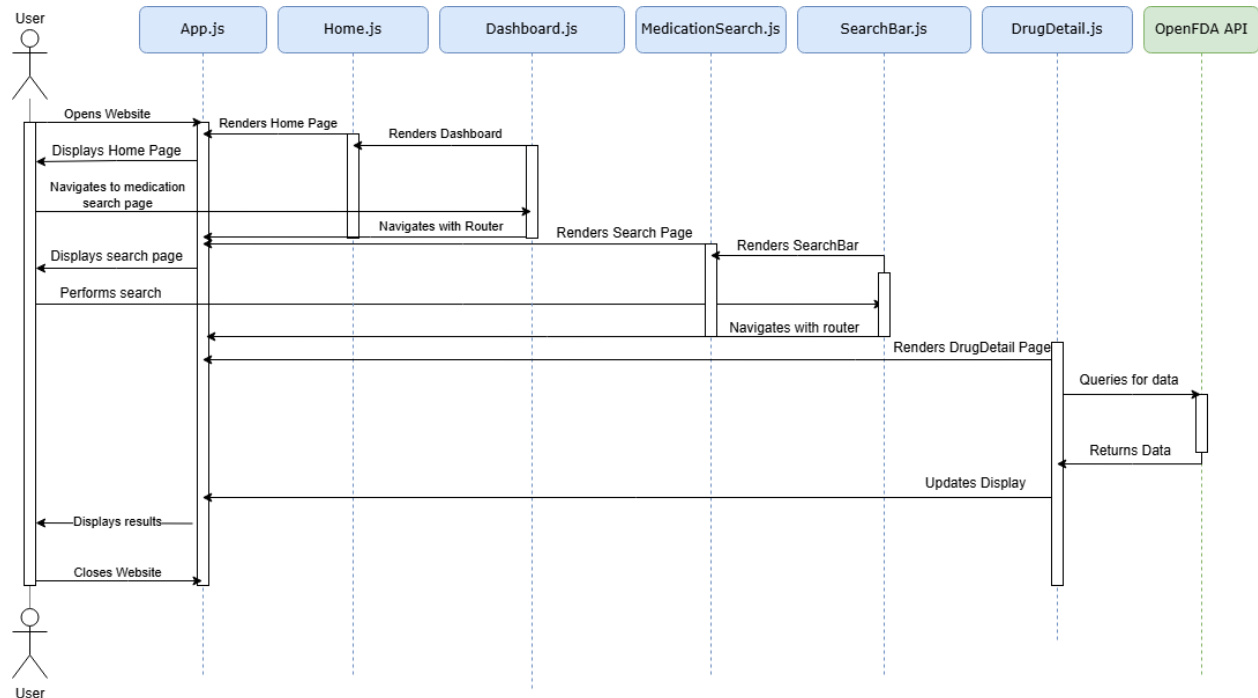 User
App.js
Home.js
Dashboard.js
MedicationSearch.js
SearchBar.js
DrugDetail.js
OpenFDA API
Opens Website
Renders Home Page
Renders Dashboard
Displays Home Page
Navigates to medication
search page
Navigates with Router
Renders Search Page
Renders SearchBar
Displays search page
Performs search
Navigates with router
Renders DrugDetail Page
Queries for data
Returns Data
Updates Display
Displays results
Closes Website
User